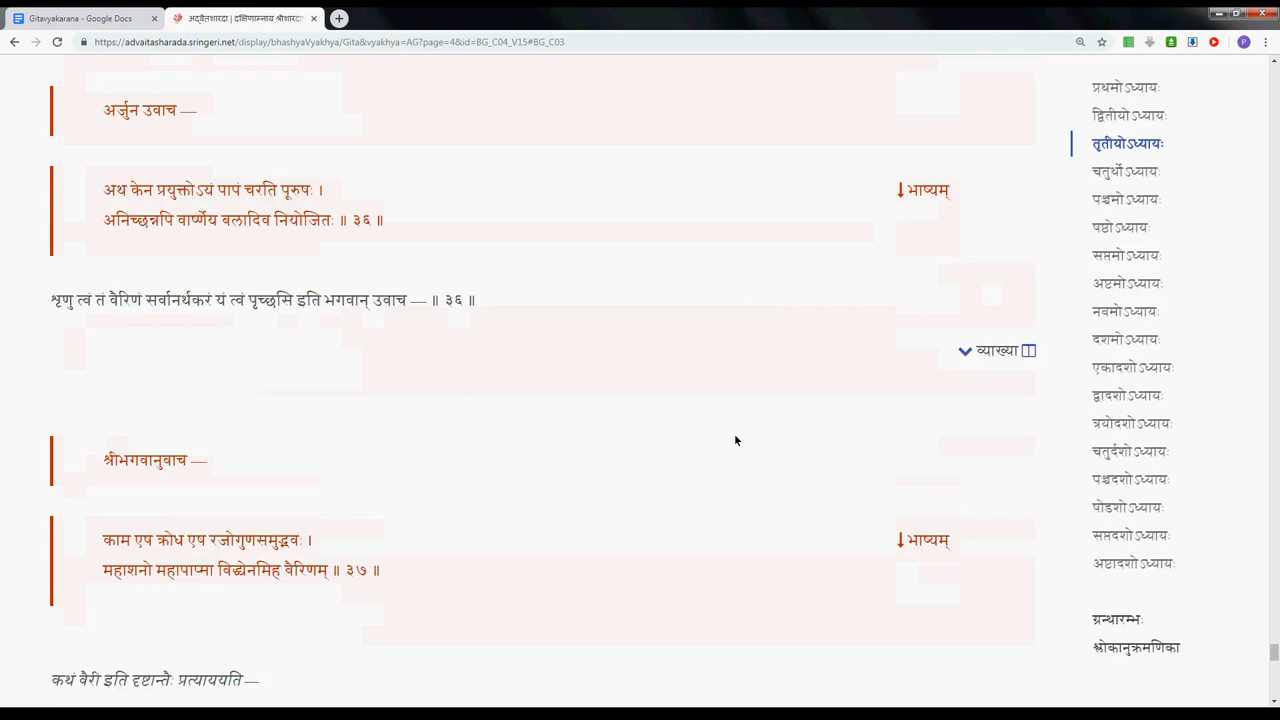 Gitavyakarana - Google Docs
अद्वैतशारदा | दक्षिणाम्नाय श्रीशारदा
https://advaitasharada.sringeri.net/display/bhashyaVyakhya/Gita&vyakhya=AG?page=4&id=BG_C04_V15#BG_C03
P
अर्जुन उवाच —
अथ केन प्रयुक्तोऽयं पापं चरति पूरुषः ।
भाष्यम्
अनिच्छन्नपि वार्ष्णेय बलादिव नियोजितः ॥ ३६ ॥
शृणु त्वं तं वैरिणं सर्वानर्थकरं यं त्वं पृच्छसि इति भगवान् उवाच — ॥ ३६ ॥
व्याख्या
श्रीभगवानुवाच —
काम एष क्रोध एष रजोगुणसमुद्भवः ।
भाष्यम्
महाशनो महापाप्मा विद्ध्येनमिह वैरिणम् ॥ ३७ ॥
कथं वैरी इति दृष्टान्तैः प्रत्याययति —
प्रथमोऽध्यायः
द्वितीयोऽध्यायः
तृतीयोऽध्यायः
चतुर्थोऽध्यायः
पञ्चमोऽध्यायः
षष्ठोऽध्यायः
सप्तमोऽध्यायः
अष्टमोऽध्यायः
नवमोऽध्यायः
दशमोऽध्यायः
एकादशोऽध्यायः
द्वादशोऽध्यायः
त्रयोदशोऽध्यायः
चतुर्दशोऽध्यायः
पञ्चदशोऽध्यायः
षोडशोऽध्यायः
सप्तदशोऽध्यायः
अष्टादशोऽध्यायः
ग्रन्थारम्भः
श्लोकानुक्रमणिका